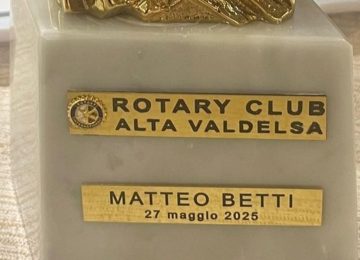 ROTARY CLUB
ALTA VALDELSA
MATTEO BETTI
27 maggio 2025